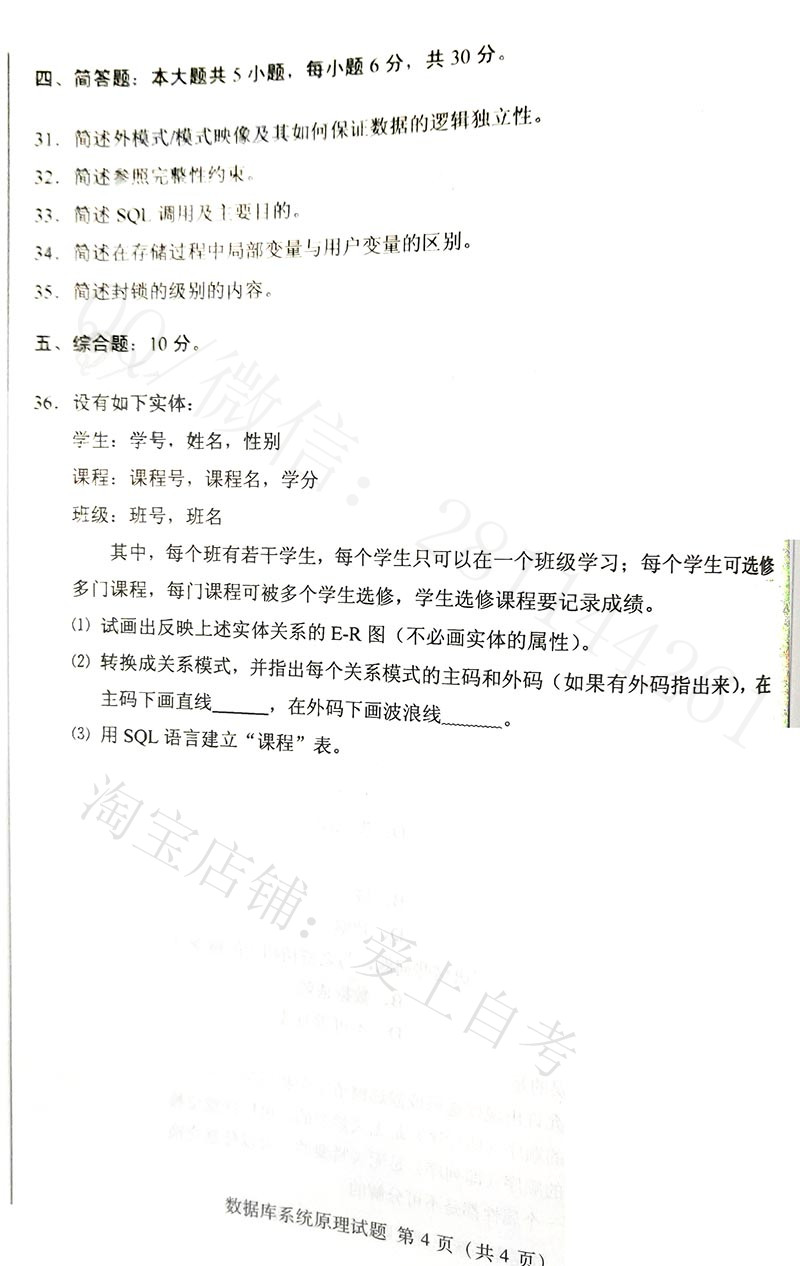 四、简答题：本大题共 5 小题，每小题 6 分，共 30 分。
31．简述外模式/模式映像及其如何保证数据的逻辑独立性。
32．简述参照完整性约束。
33．简述 SQL 调用及主要目的。
34．简述在存储过程中局部变量与用户变量的区别。
35．简述封锁的级别的内容。
五、综合题：10 分。
36．设有如下实体：
学生：学号，姓名，性别
课程：课程号，课程名，学分
班级：班号，班名
其中，每个班有若干学生，每个学生只可以在一个班级学习；每个学生可选修
多门课程，每门课程可被多个学生选修，学生选修课程要记录成绩。
⑴ 试画出反映上述实体关系的 E-R 图（不必画实体的属性）。
⑵ 转换成关系模式，并指出每个关系模式的主码和外码（如果有外码指出来），在
主码下画直线______，在外码下画波浪线﹏﹏﹏。
⑶ 用 SQL 语言建立“课程”表。
QQ/微信：2811442617
淘宝店铺：爱上自考
数据库系统原理试题 第 4 页（共 4 页）